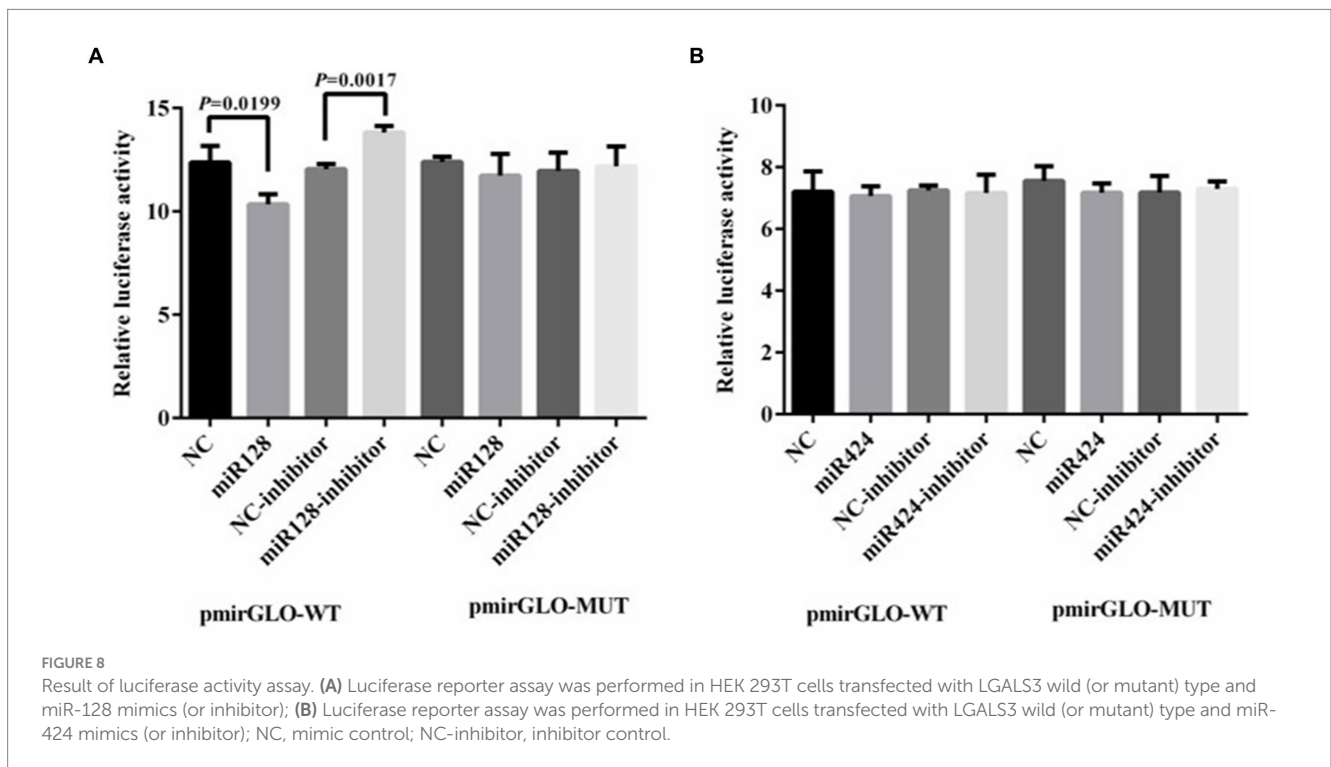 A
P=0.0199
P=0.0017
Relative luciferase activity
15
10
5
0
NC
miR128
NC-inhibitor
miR128-inhibitor
NC
miR128
NC-inhibitor
miR128-inhibitor
pmirGLO-WT
pmirGLO-MUT
B
Relative luciferase activity
10
8
6
4
2
0
NC
miR424
NC-inhibitor
miR424-inhibitor
NC
miR424
NC-inhibitor
miR424-inhibitor
pmirGLO-WT
pmirGLO-MUT
FIGURE 8
Result of luciferase activity assay. (A) Luciferase reporter assay was performed in HEK 293T cells transfected with LGALS3 wild (or mutant) type and
miR-128 mimics (or inhibitor); (B) Luciferase reporter assay was performed in HEK 293T cells transfected with LGALS3 wild (or mutant) type and miR-
424 mimics (or inhibitor); NC, mimic control; NC-inhibitor, inhibitor control.